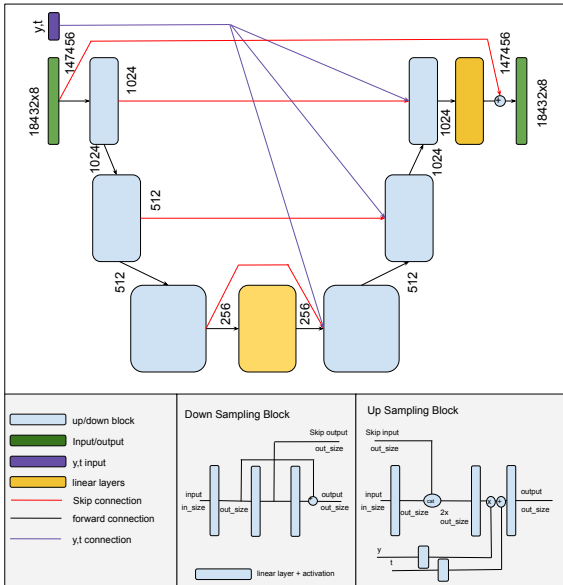 y,t
147456
18432x8
1024
1024
512
512
256
256
512
1024
1024
147456
+
18432x8
up/down block
Input/output
y,t input
linear layers
Skip connection
forward connection
y,t connection
Down Sampling Block
Skip output
out_size
input
in_size
out_size
output
out_size
linear layer + activation
Up Sampling Block
Skip input
out_size
input
in_size
out_size
cat
2x
out_size
x
+
output
out_size
y
t